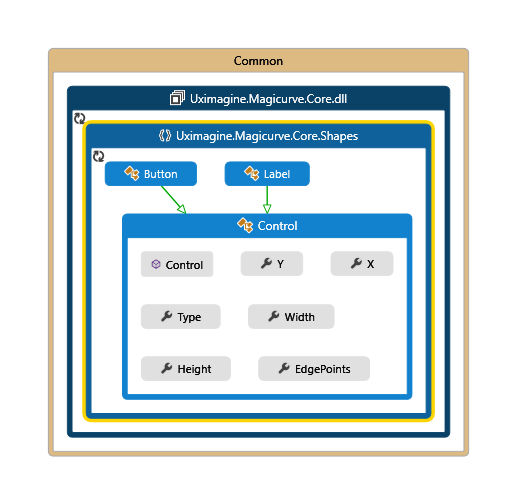 Common
Uximagine.Magicurve.Core.dll
Uximagine.Magicurve.Core.Shapes
Button
Label
Control
Control
Y
X
Type
Width
Height
EdgePoints